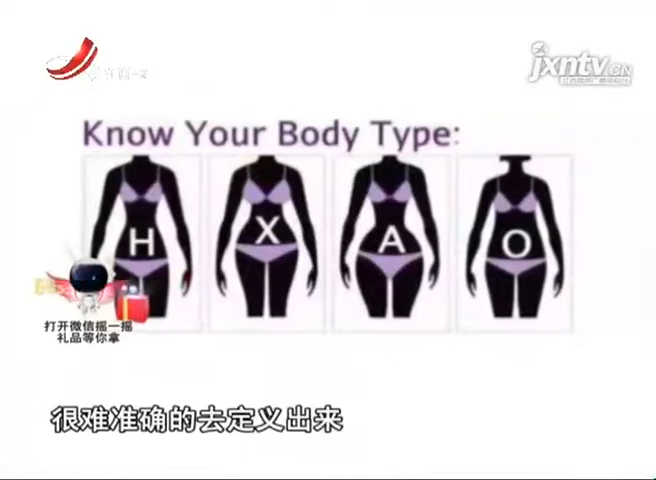 jxntv.CN
Know Your Body Type:
H
X
A
O
打开微信摇一摇
礼品等你拿
很难准确的去定义出来